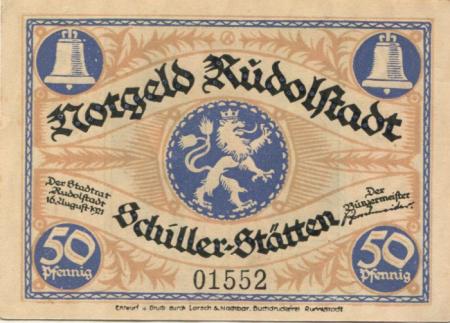 Notgeld Rudolstadt
Der Stadtrat
Rudolstadt
16. August 1921
Der
Bürgermeister
Schiller-Stätten
50
Pfennig
01552
50
Pfennig
Entwurf u. Druck durch Lorsch & Nachbar, Buchdruckerei Rudolstadt